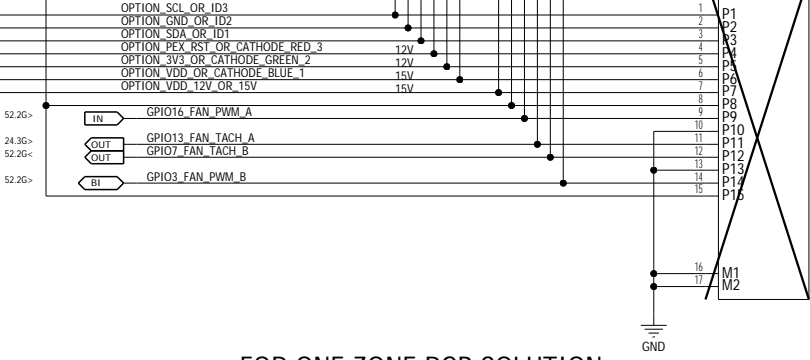 OPTION_SCL_OR_ID3 1 P1
OPTION_GND_OR_ID2 2 P2
OPTION_SDA_OR_ID1 3 P3
OPTION_PEX_RST_OR_CATHODE_RED_3 12V 4 P4
OPTION_3V3_OR_CATHODE_GREEN_2 12V 5 P5
OPTION_VDD_OR_CATHODE_BLUE_1 15V 6 P6
OPTION_VDD_12V_OR_15V 15V 7 P7
8 P8
52.2G> IN GPIO16_FAN_PWM_A 9 P9
10 P10
24.3G> OUT GPIO13_FAN_TACH_A 11 P11
52.2G< OUT GPIO7_FAN_TACH_B 12 P12
13 P13
52.2G> BI GPIO3_FAN_PWM_B 14 P14
15 P15
16 M1
17 M2
GND
FOR ONE ZONE RGB SOLUTION